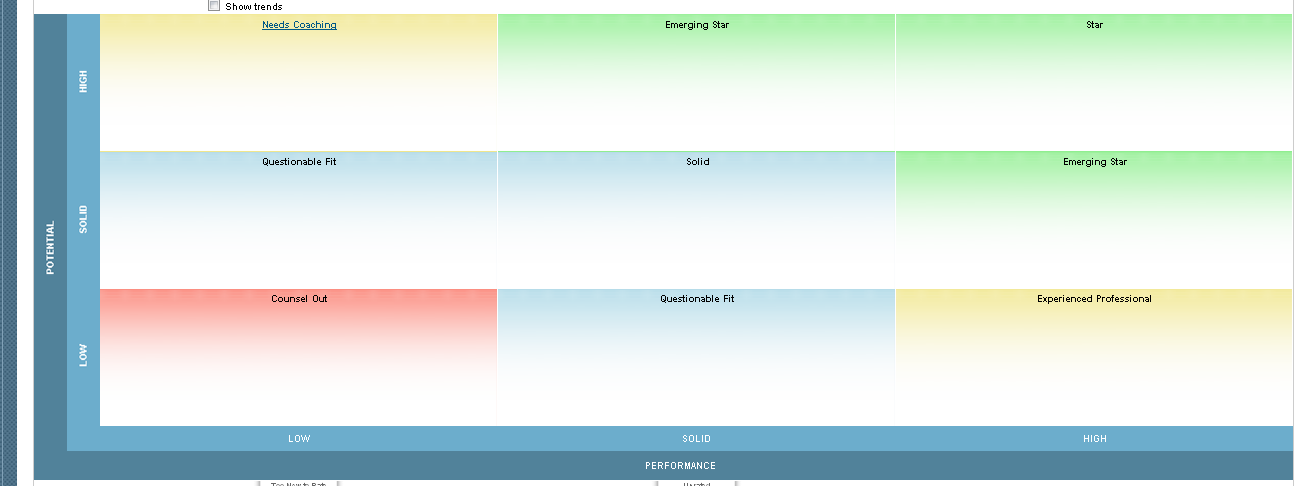 Show trends
Needs Coaching
Emerging Star
Star
HIGH
Questionable Fit
Solid
Emerging Star
SOLID
POTENTIAL
Counsel Out
Questionable Fit
Experienced Professional
LOW
LOW
SOLID
HIGH
PERFORMANCE